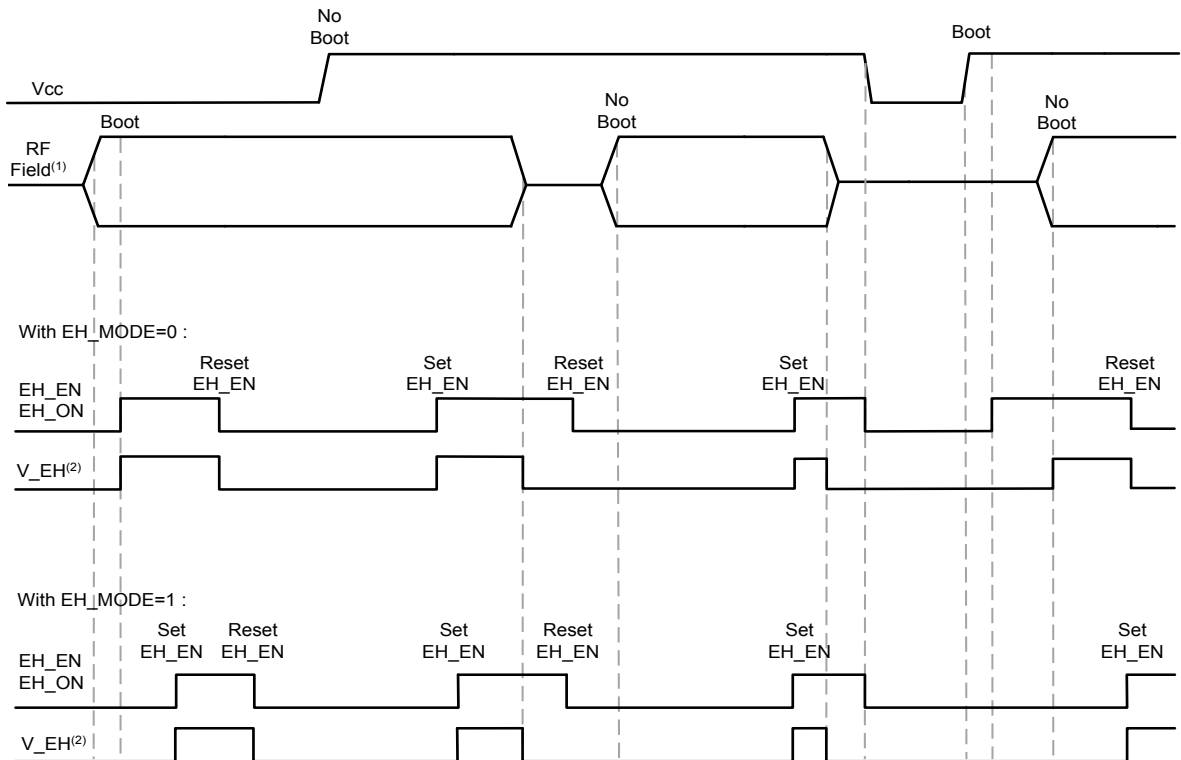 No
Boot
Boot
Vcc
Boot
No
Boot
No
Boot
RF
Field(1)
With EH_MODE=0 :
Reset
EH_EN
Set
EH_EN
Reset
EH_EN
Set
EH_EN
Reset
EH_EN
EH_EN
EH_ON
V_EH(2)
With EH_MODE=1 :
Set
EH_EN
Reset
EH_EN
Set
EH_EN
Reset
EH_EN
Set
EH_EN
Set
EH_EN
EH_EN
EH_ON
V_EH(2)